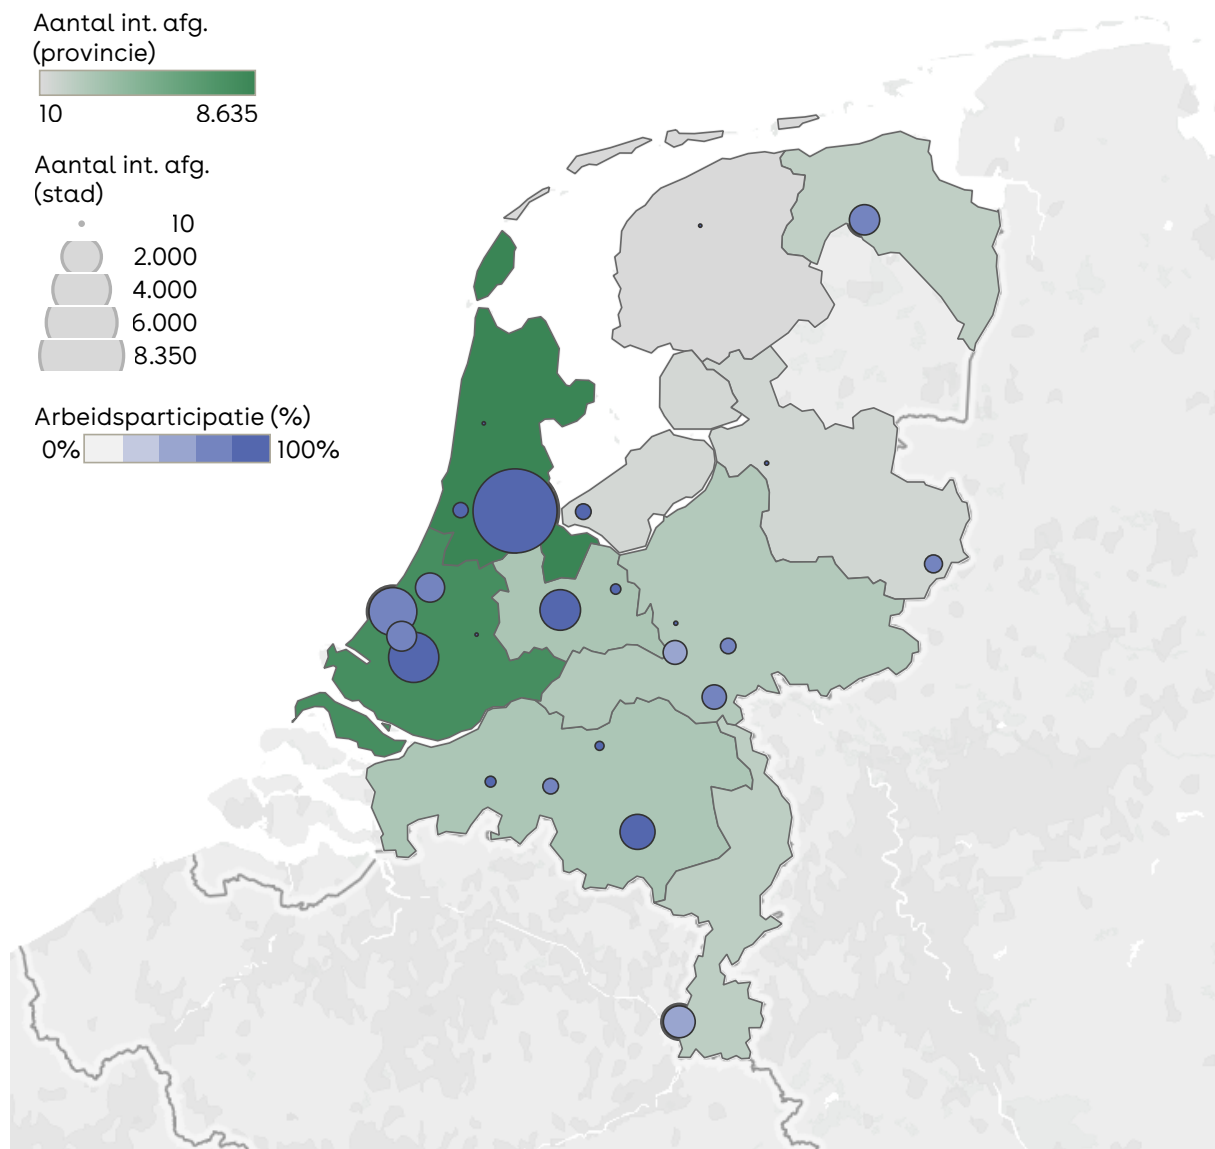 Aantal int. afg.
(provincie)
10 8.635
Aantal int. afg.
(stad)
10
2.000
4.000
6.000
8.350
Arbeidsparticipatie (%)
0% 100%